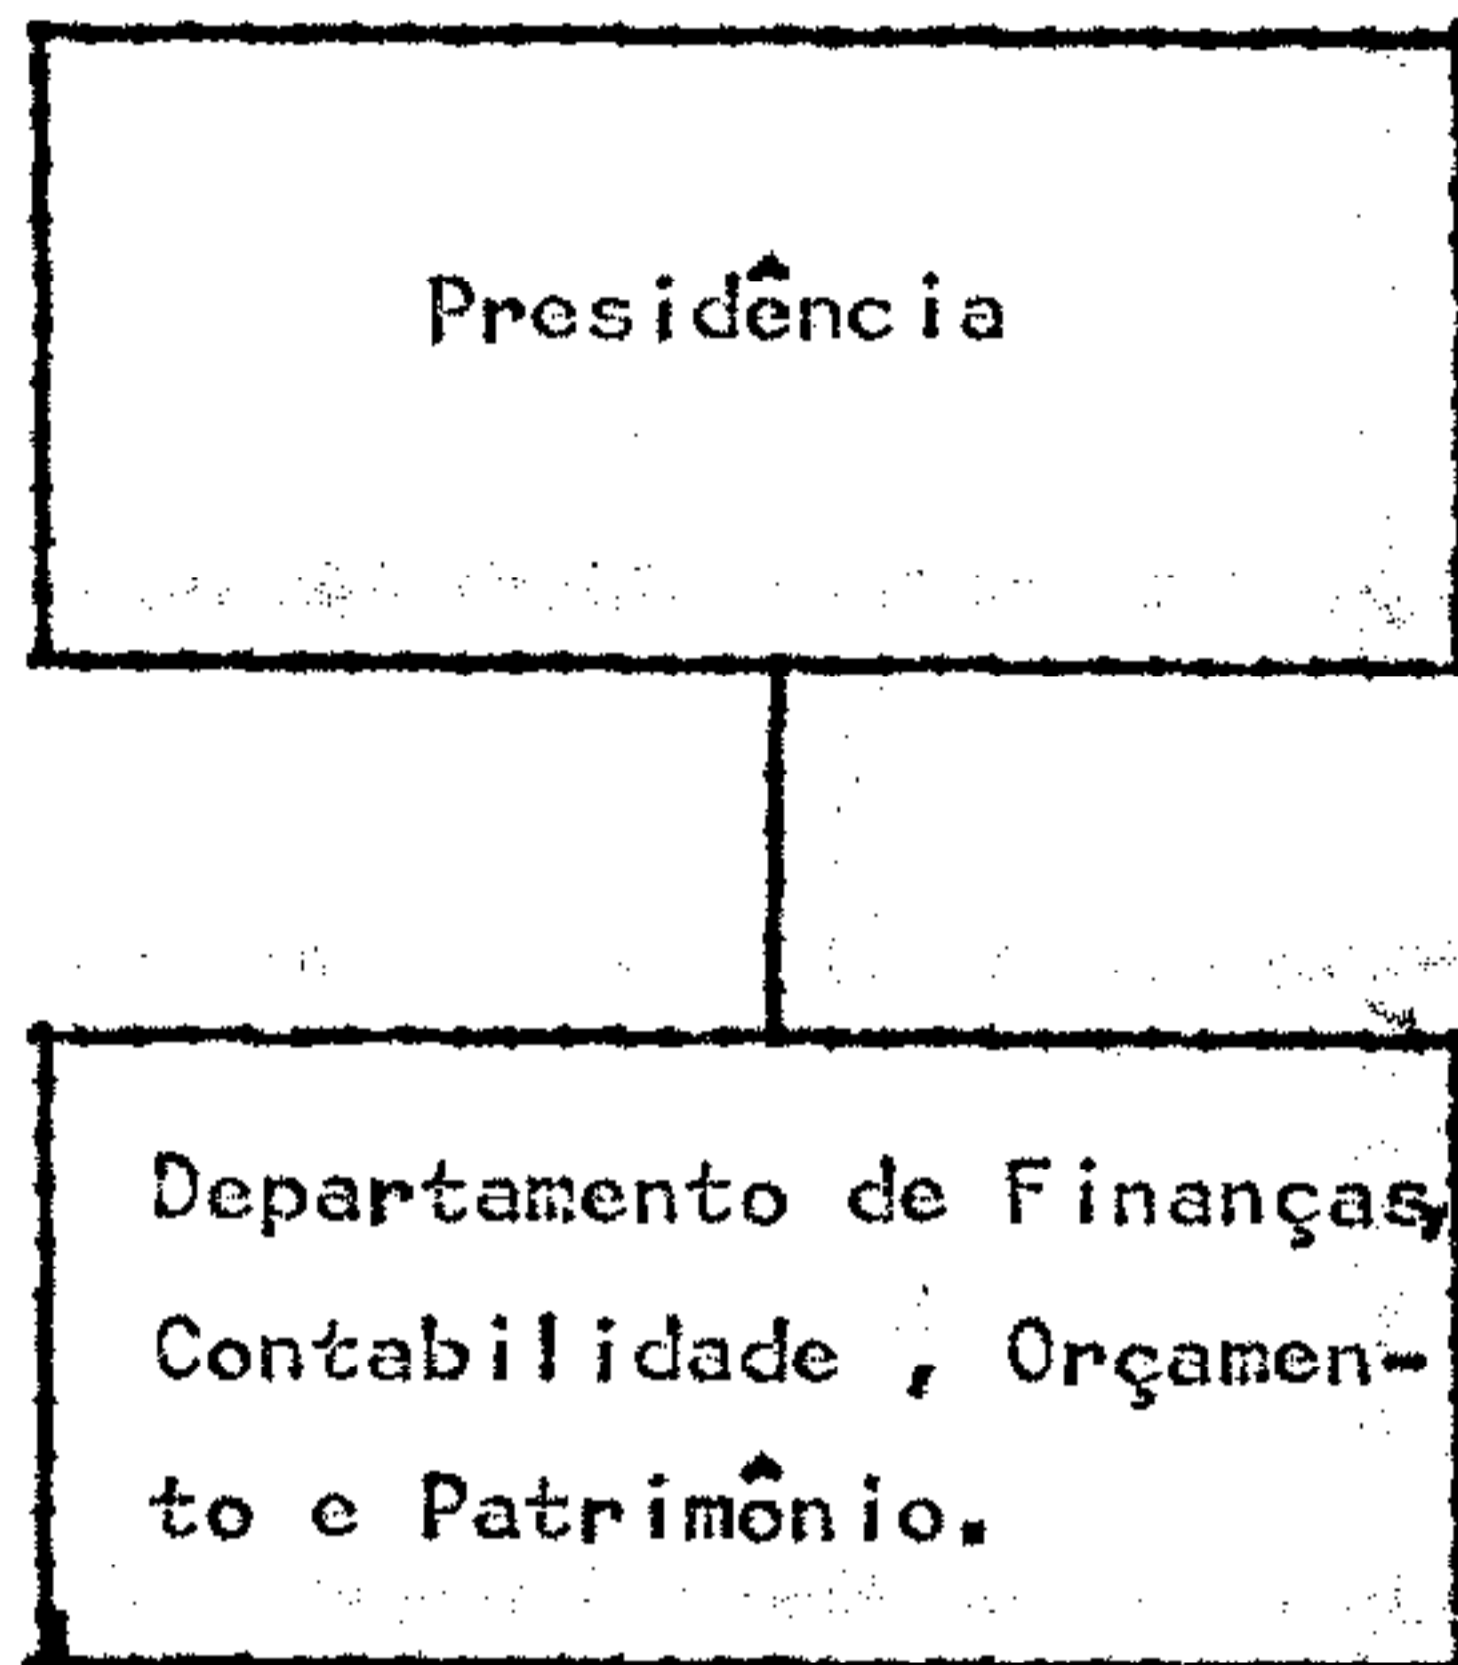 Presidência
Departamento de Finanças,
Contabilidade , Orçamen-
to e Patrimônio.